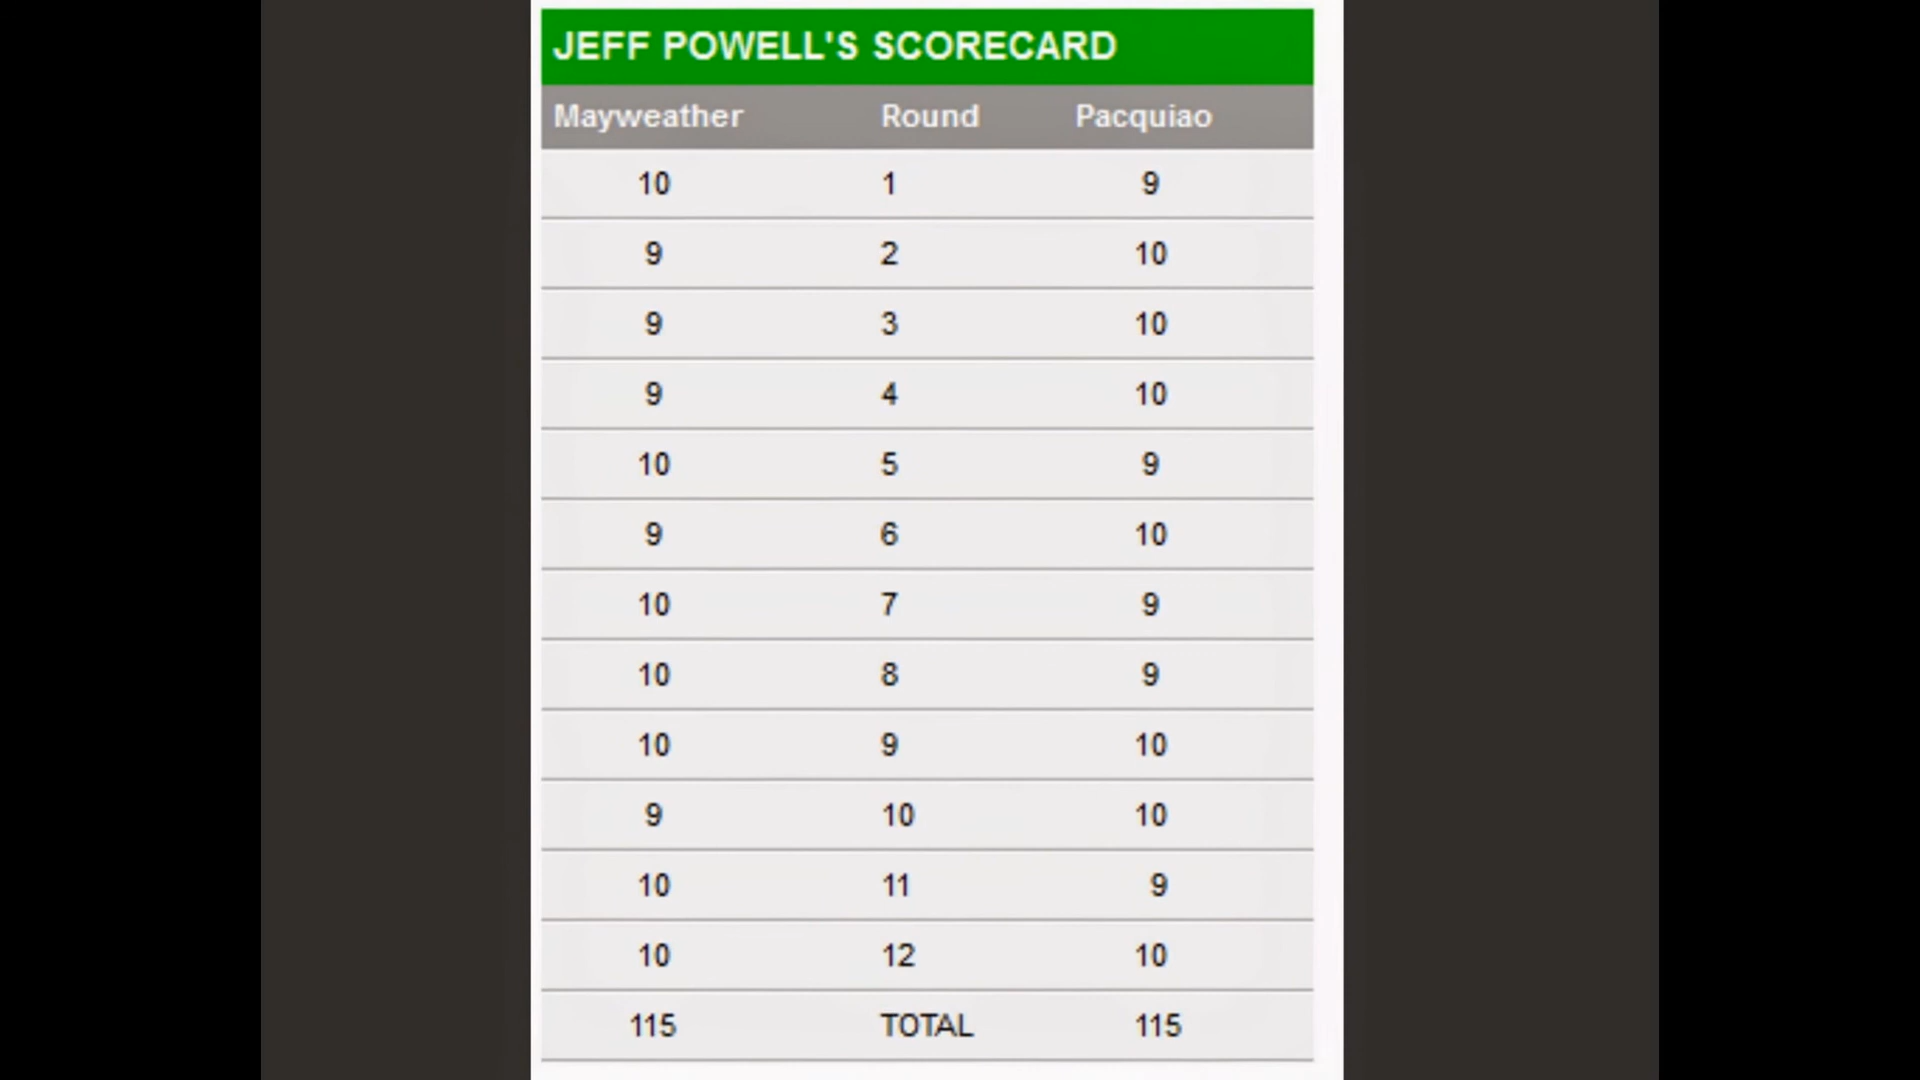 JEFF POWELL'S SCORECARD
Mayweather Round Pacquiao
10 1 9
9 2 10
9 3 10
9 4 10
10 5 9
9 6 10
10 7 9
10 8 9
10 9 10
9 10 10
10 11 9
10 12 10
115 TOTAL 115